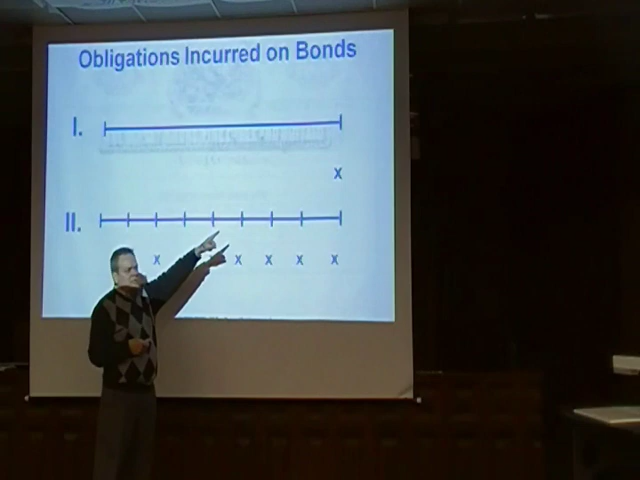 Obligations Incurred on Bonds
I.
x
II.
x x x x x